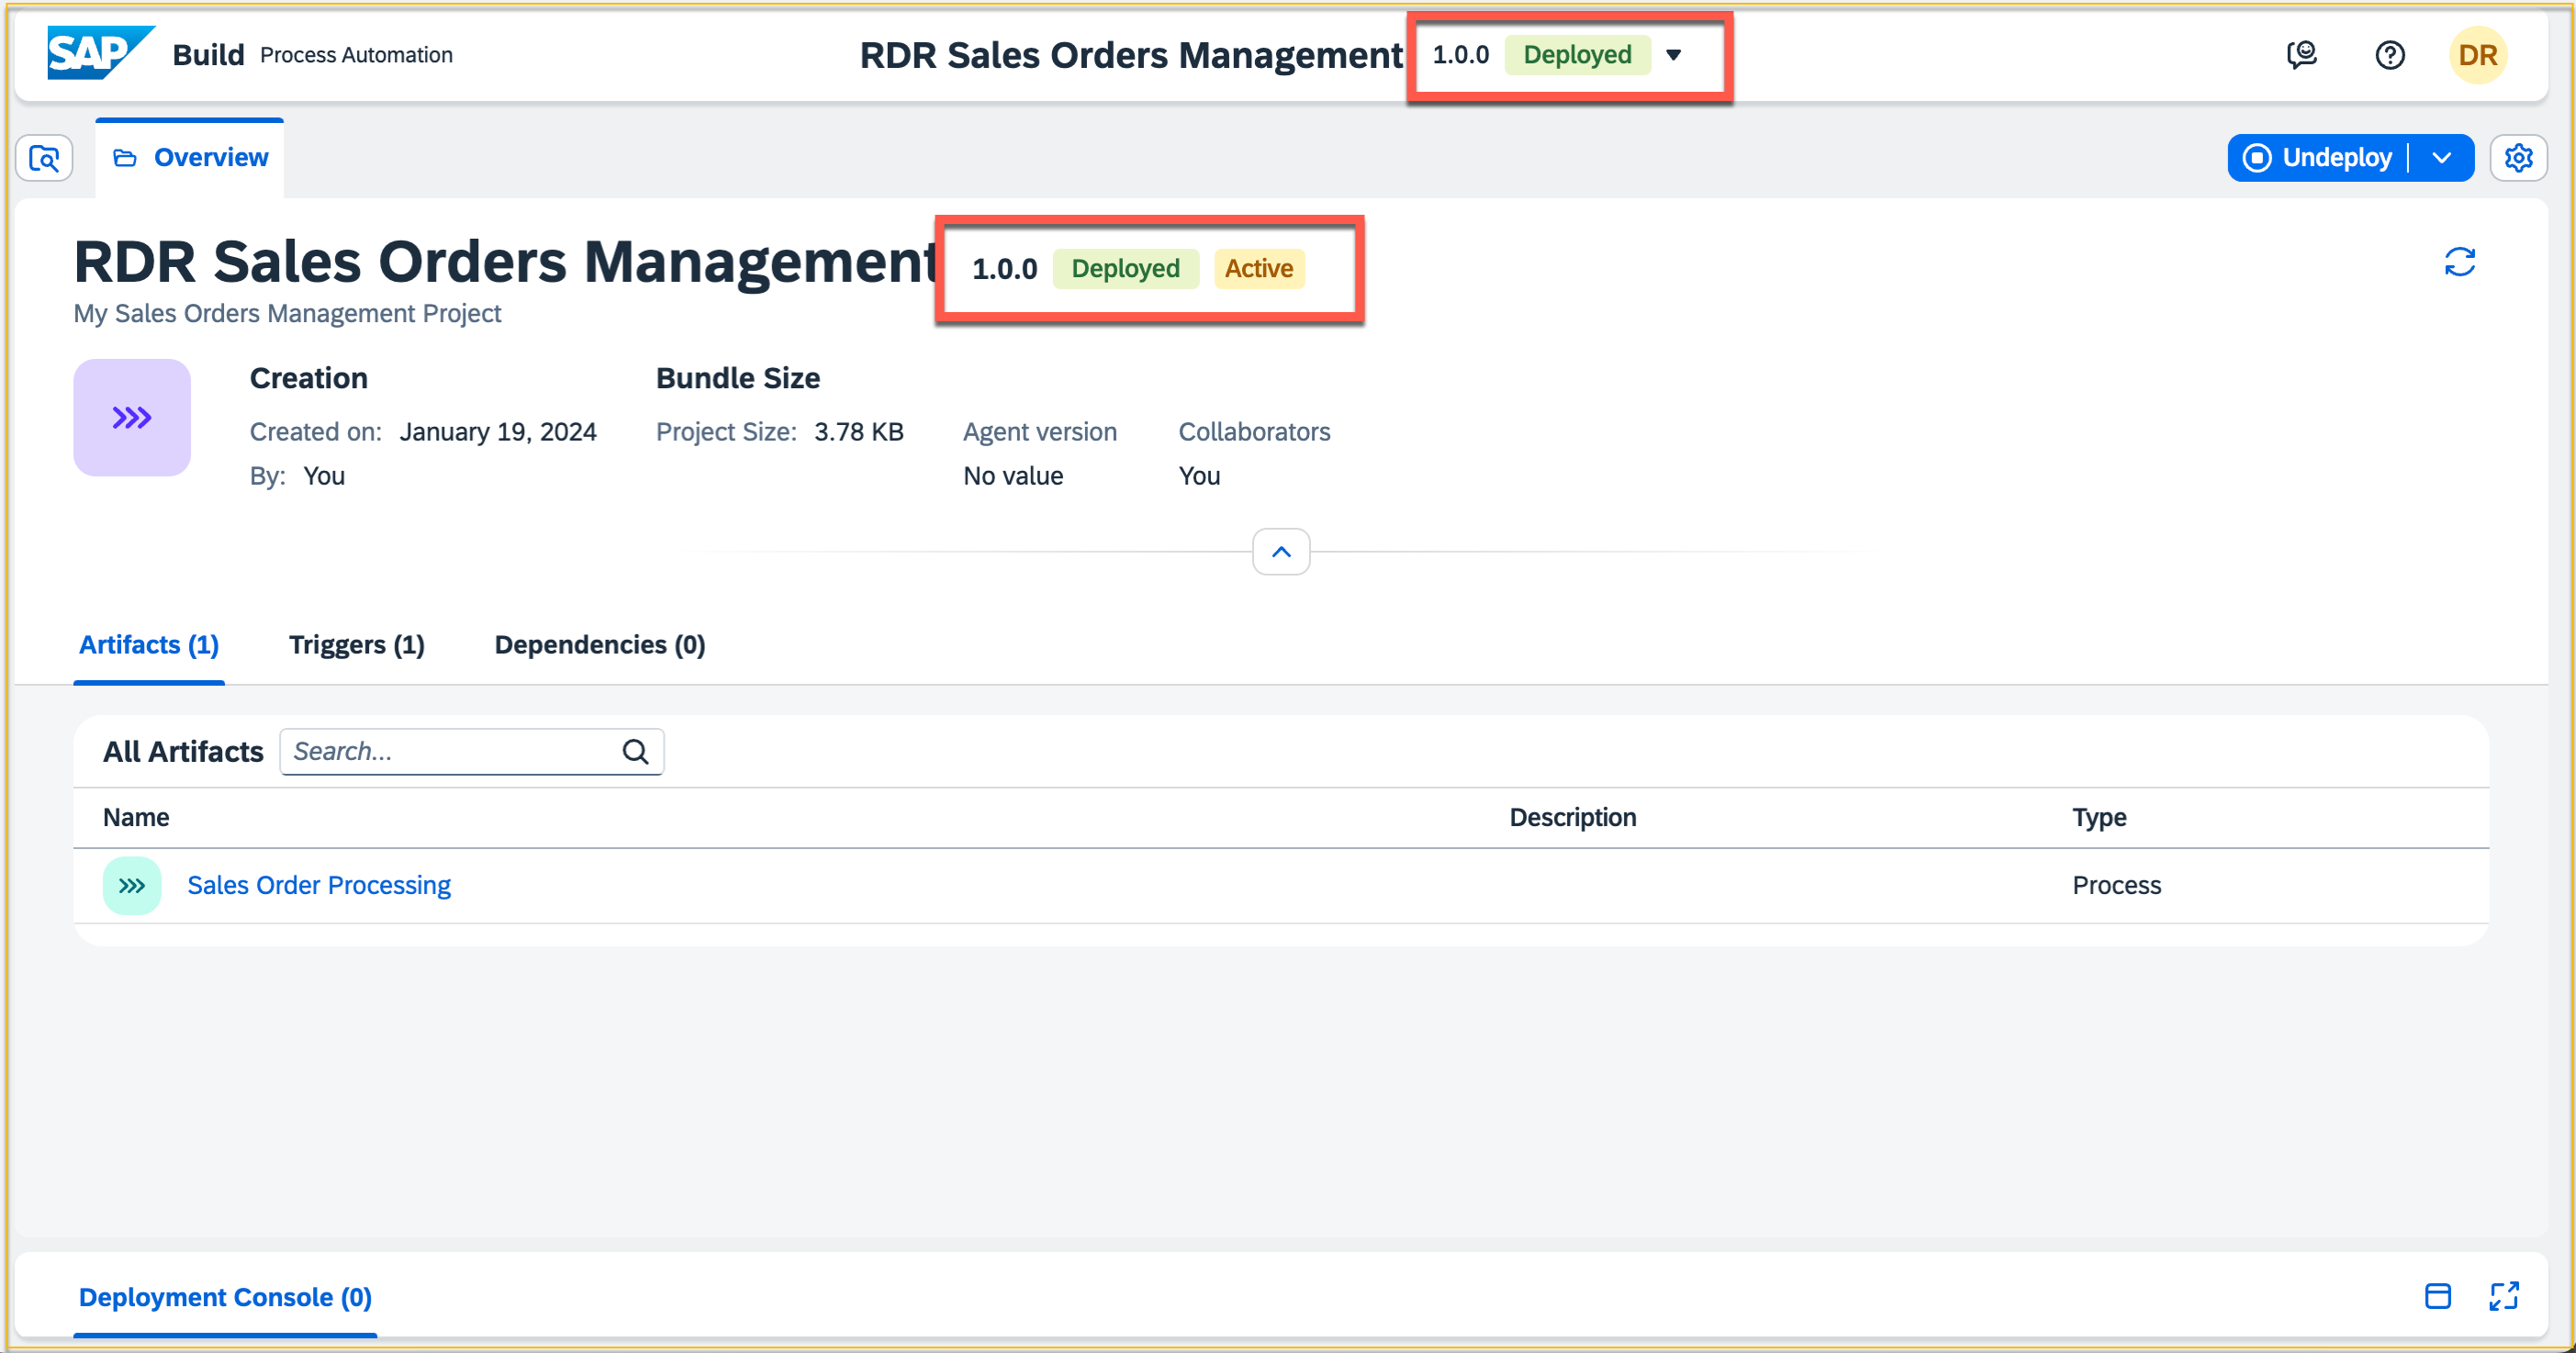 SAP Build Process Automation RDR Sales Orders Management 1.0.0 Deployed DR
Overview Undeploy
RDR Sales Orders Management 1.0.0 Deployed Active
My Sales Orders Management Project
Creation Bundle Size
Created on: January 19, 2024 Project Size: 3.78 KB Agent version Collaborators
By: You No value You
Artifacts (1) Triggers (1) Dependencies (0)
All Artifacts Search...
Name Description Type
Sales Order Processing Process
Deployment Console (0)